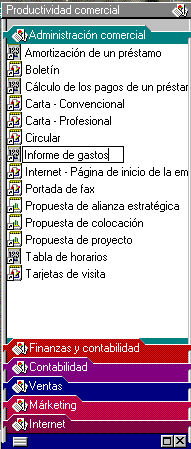 Productividad comercial
Administración comercial
Amortización de un préstamo
Boletín
Cálculo de los pagos de un préstar
Carta - Convencional
Carta - Profesional
Circular
Informe de gastos
Internet - Página de inicio de la em
Portada de fax
Propuesta de alianza estratégica
Propuesta de colocación
Propuesta de proyecto
Tabla de horarios
Tarjetas de visita
Finanzas y contabilidad
Contabilidad
Ventas
Márketing
Internet